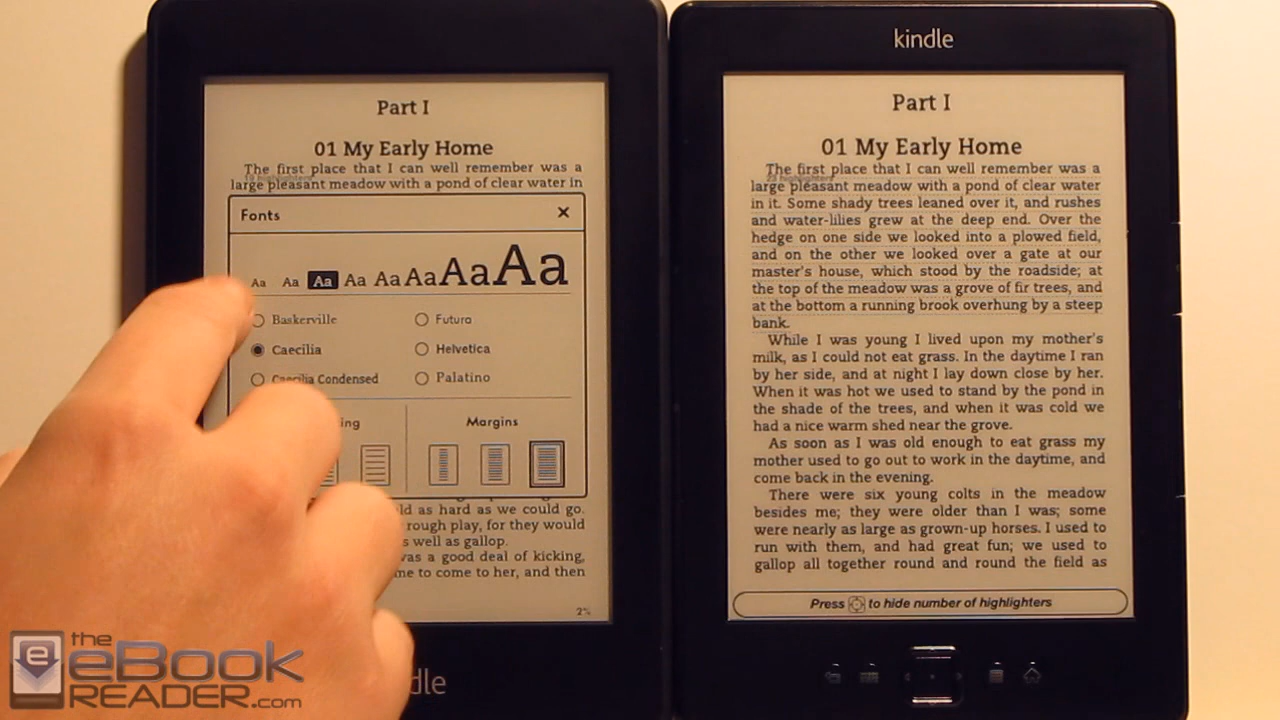 Part I
01 My Early Home
The first place that I can well remember was a
19 highlighters
large pleasant meadow with a pond of clear water in
Fonts ×
Aa Aa Aa Aa Aa Aa Aa Aa
Baskerville Futura
Caecilia Helvetica
Caecilia Condensed Palatino
Margins
as hard as we could go.
rough play, for they would
well as gallop.
a good deal of kicking,
to come to her, and then
2%
kindle
Part I
01 My Early Home
The first place that I can well remember was a
highlighters
large pleasant meadow with a pond of clear water
in it. Some shady trees leaned over it, and rushes
and water-lilies grew at the deep end. Over the
hedge on one side we looked into a plowed field,
and on the other we looked over a gate at our
master's house, which stood by the roadside; at
the top of the meadow was a grove of fir trees, and
at the bottom a running brook overhung by a steep
bank.
While I was young I lived upon my mother's
milk, as I could not eat grass. In the daytime I ran
by her side, and at night I lay down close by her.
When it was hot we used to stand by the pond in
the shade of the trees, and when it was cold we
had a nice warm shed near the grove.
As soon as I was old enough to eat grass my
mother used to go out to work in the daytime, and
come back in the evening.
There were six young colts in the meadow
besides me; they were older than I was; some
were nearly as large as grown-up horses. I used to
run with them, and had great fun; we used to
gallop all together round and round the field as
Press to hide number of highlighters
the
eBook
READER.com